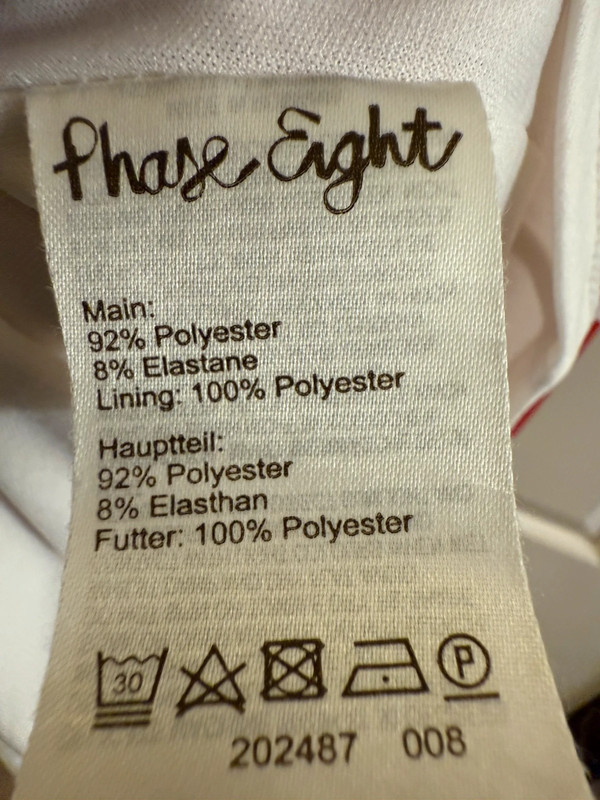 Phase Eight
Main:
92% Polyester
8% Elastane
Lining: 100% Polyester
Hauptteil:
92% Polyester
8% Elasthan
Futter: 100% Polyester
30 P
202487 008